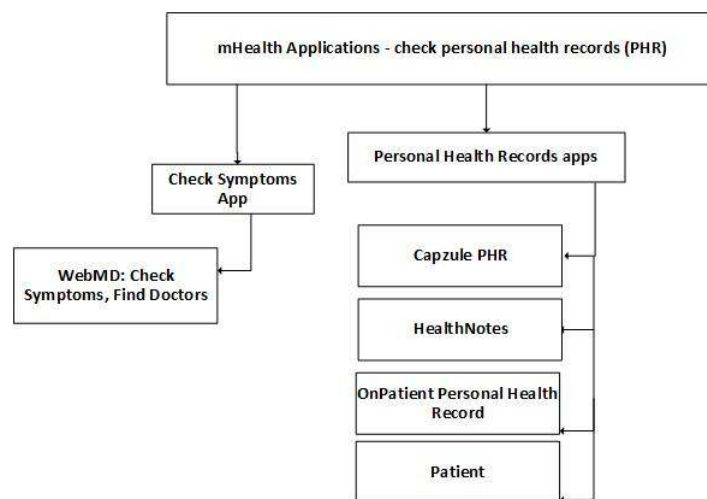 mHealth Applications - check personal health records (PHR)
Personal Health Records apps
Check Symptoms
App
Capzule PHR
WebMD: Check
Symptoms, Find Doctors
HealthNotes
OnPatient Personal Health
Record
Patient